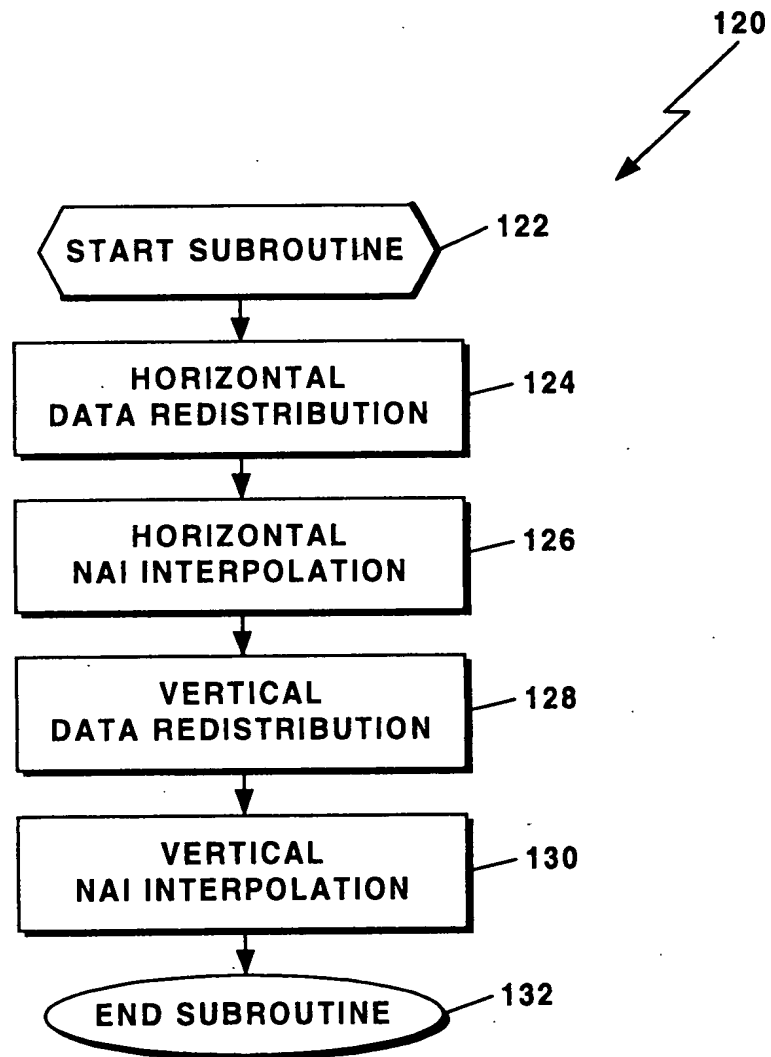 120
START SUBROUTINE
122
HORIZONTAL
DATA REDISTRIBUTION
124
HORIZONTAL
NAI INTERPOLATION
126
VERTICAL
DATA REDISTRIBUTION
128
VERTICAL
NAI INTERPOLATION
130
END SUBROUTINE
132